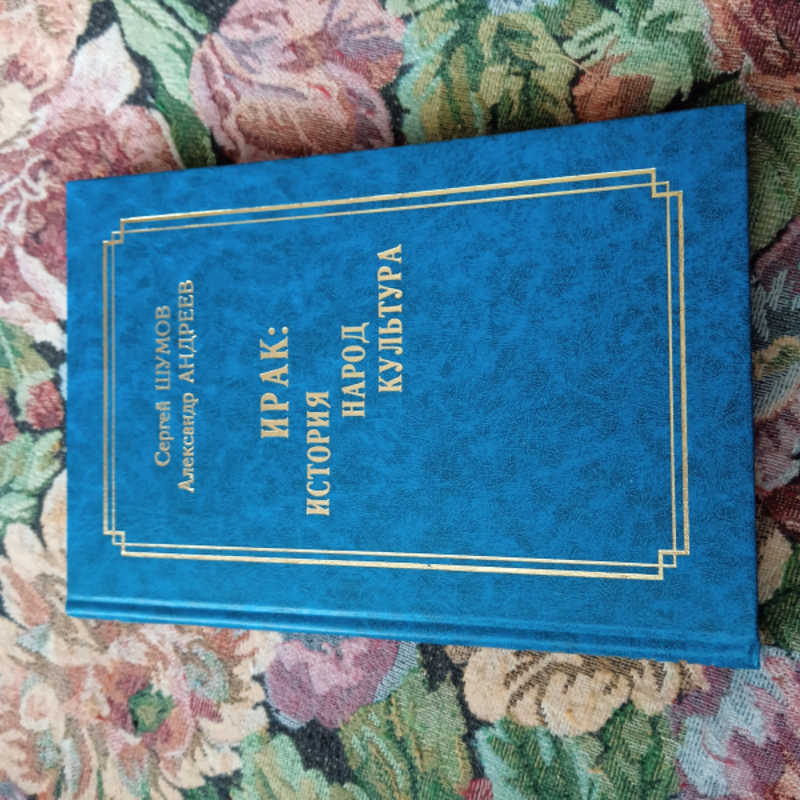 Сергей ШУМОВ
Александр АНДРЕЕВ
ИРАК:
ИСТОРИЯ
НАРОД
КУЛЬТУРА